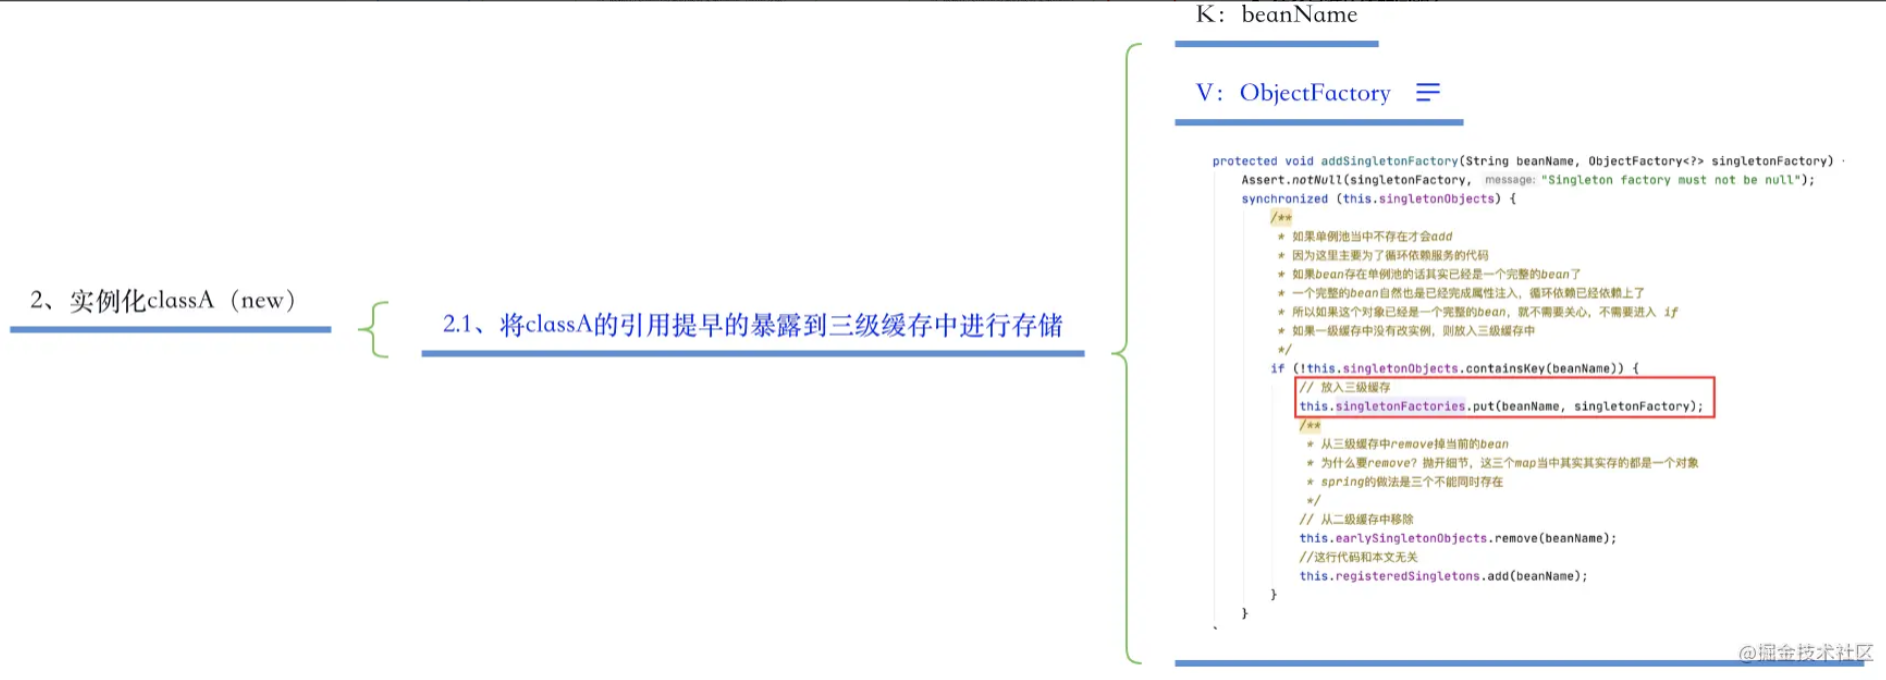 K：beanName
V：ObjectFactory
2、实例化classA（new）
2.1、将classA的引用提早的暴露到三级缓存中进行存储
protected void addSingletonFactory(String beanName, ObjectFactory<?> singletonFactory)
Assert.notNull(singletonFactory, message: "Singleton factory must not be null");
synchronized (this.singletonObjects) {
/**
* 如果单例池当中不存在才会add
* 因为这里主要为了循环依赖服务的代码
* 如果bean存在单例池的话其实已经是一个完整的bean了
* 一个完整的bean自然也是已经完成属性注入，循环依赖已经依赖上了
* 所以如果这个对象已经是一个完整的bean，就不需要关心，不需要进入 if
* 如果一级缓存中没有改实例，则放入三级缓存中
*/
if (!this.singletonObjects.containsKey(beanName)) {
// 放入三级缓存
this.singletonFactories.put(beanName, singletonFactory);
/**
* 从三级缓存中remove掉当前的bean
* 为什么要remove？抛开细节，这三个map当中其实其实存的都是一个对象
* spring的做法是三个不能同时存在
*/
// 从二级缓存中移除
this.earlySingletonObjects.remove(beanName);
//这行代码和本文无关
this.registeredSingletons.add(beanName);
}
}
@掘金技术社区